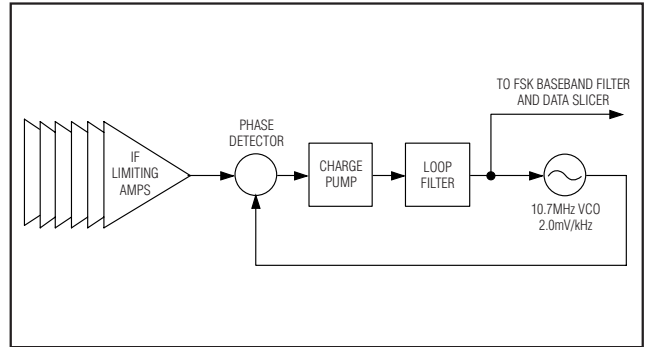 TO FSK BASEBAND FILTER
AND DATA SLICER
PHASE
DETECTOR
IF
LIMITING
AMPS
CHARGE
PUMP
LOOP
FILTER
10.7MHz VCO
2.0mV/kHz